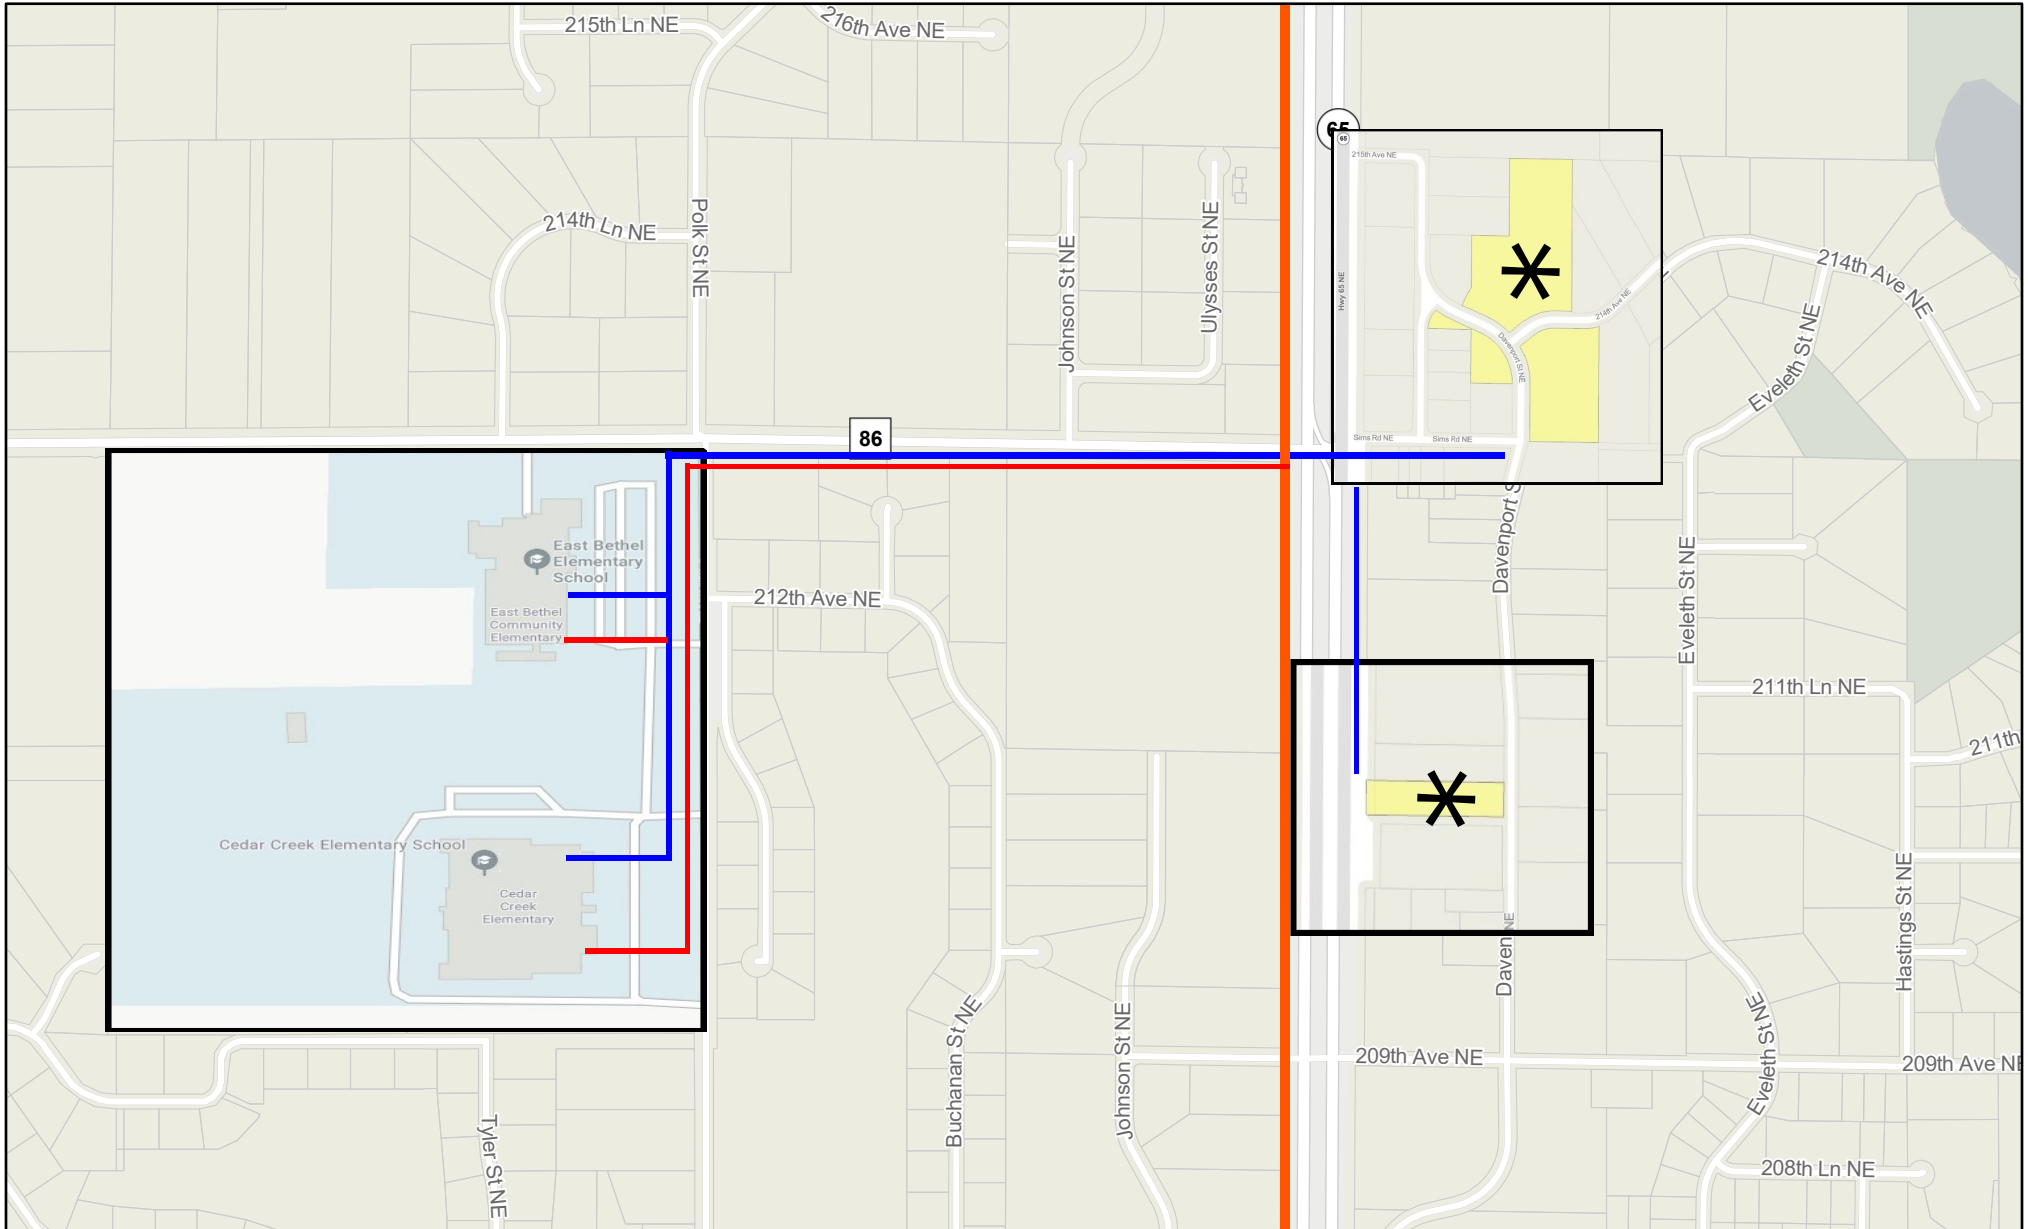 215th Ln NE
216th Ave NE
65
65
215th Ave NE
214th Ln NE
Polk St NE
Johnson St NE
Ulysses St NE
Hwy 65 NE
214th Ave NE
Davenport St NE
214th Ave NE
Eveleth St NE
86
Sims Rd NE
Sims Rd NE
East Bethel
Elementary
School
East Bethel
Community
Elementary
212th Ave NE
Davenport S
NE
Eveleth St NE
211th Ln NE
211th
Cedar Creek Elementary School
Cedar
Creek
Elementary
Daven
NE
Hastings St NE
Buchanan St NE
Johnson St NE
209th Ave NE
Eveleth St NE
209th Ave NE
Tyler St NE
208th Ln NE